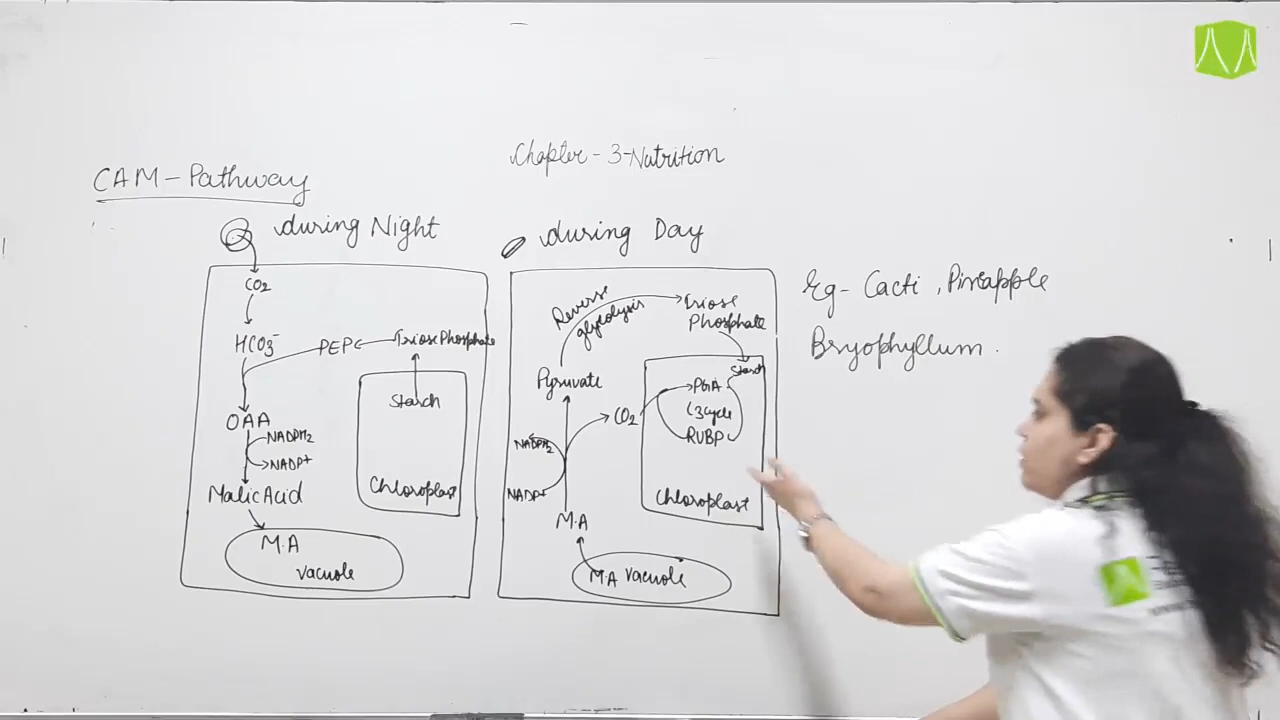 Chapter - 3 - Nutrition
CAM - Pathway
during Night
CO2
HCO3-
PEP
Triose Phosphate
Starch
OAA
NADPH2
NADP+
Malic Acid
Chloroplast
M.A
vacuole
during Day
Reverse glycolysis
Triose
Phosphate
Starch
Pyruvate
PGA
CO2
C3 cycle
RUBP
NADPH2
NADP+
Chloroplast
M.A
MA vacuole
Eg - Cacti , Pineapple
Bryophyllum .